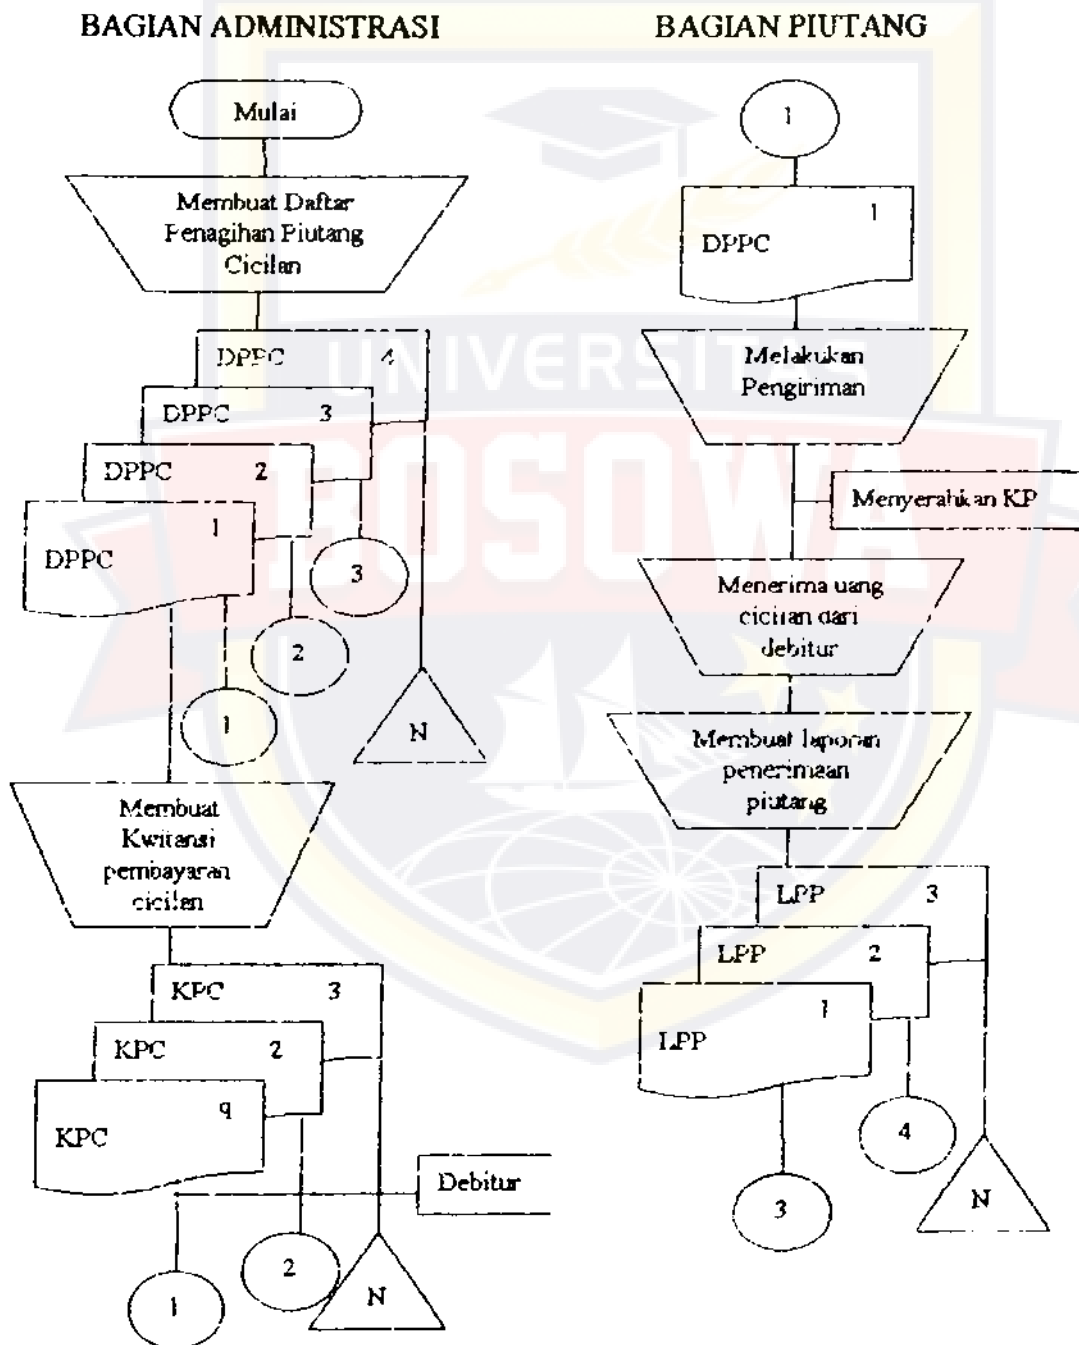 BAGIAN ADMINISTRASI
Mulai
Membuat Daftar
Penagihan Piutang
Cicilan
DPPC 4
DPPC 3
DPPC 2
1
DPPC
3
2
1
N
Membuat
Kwitansi
pembayaran
cicilan
KPC 3
KPC 2
q
KPC
Debitur
2
1
N
BAGIAN PIUTANG
1
1
DPPC
Melakukan
Pengiriman
Menyerahkan KP
Menerima uang
cicilan dari
debitur
Membuat laporan
penerimaan
piutang
LPP 3
LPP 2
1
LPP
4
3
N
UNIVERSITAS
BOSOWA